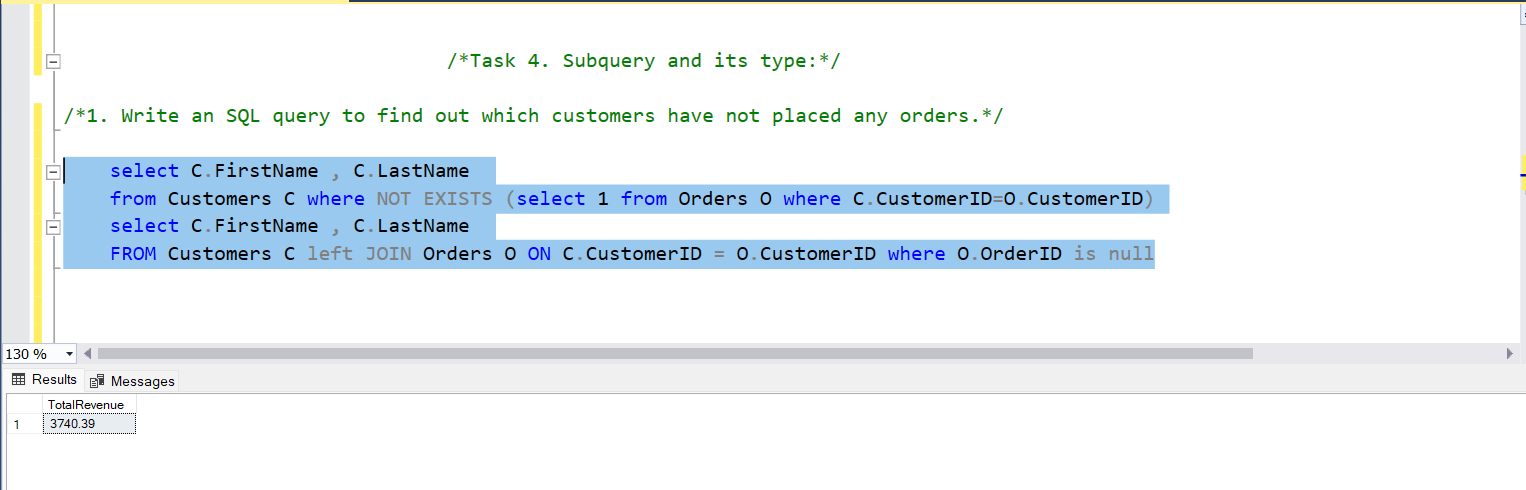 /*Task 4. Subquery and its type:*/
/*1. Write an SQL query to find out which customers have not placed any orders.*/
select C.FirstName , C.LastName
from Customers C where NOT EXISTS (select 1 from Orders O where C.CustomerID=O.CustomerID)
select C.FirstName , C.LastName
FROM Customers C left JOIN Orders O ON C.CustomerID = O.CustomerID where O.OrderID is null
130 %
Results Messages
TotalRevenue
1 3740.39